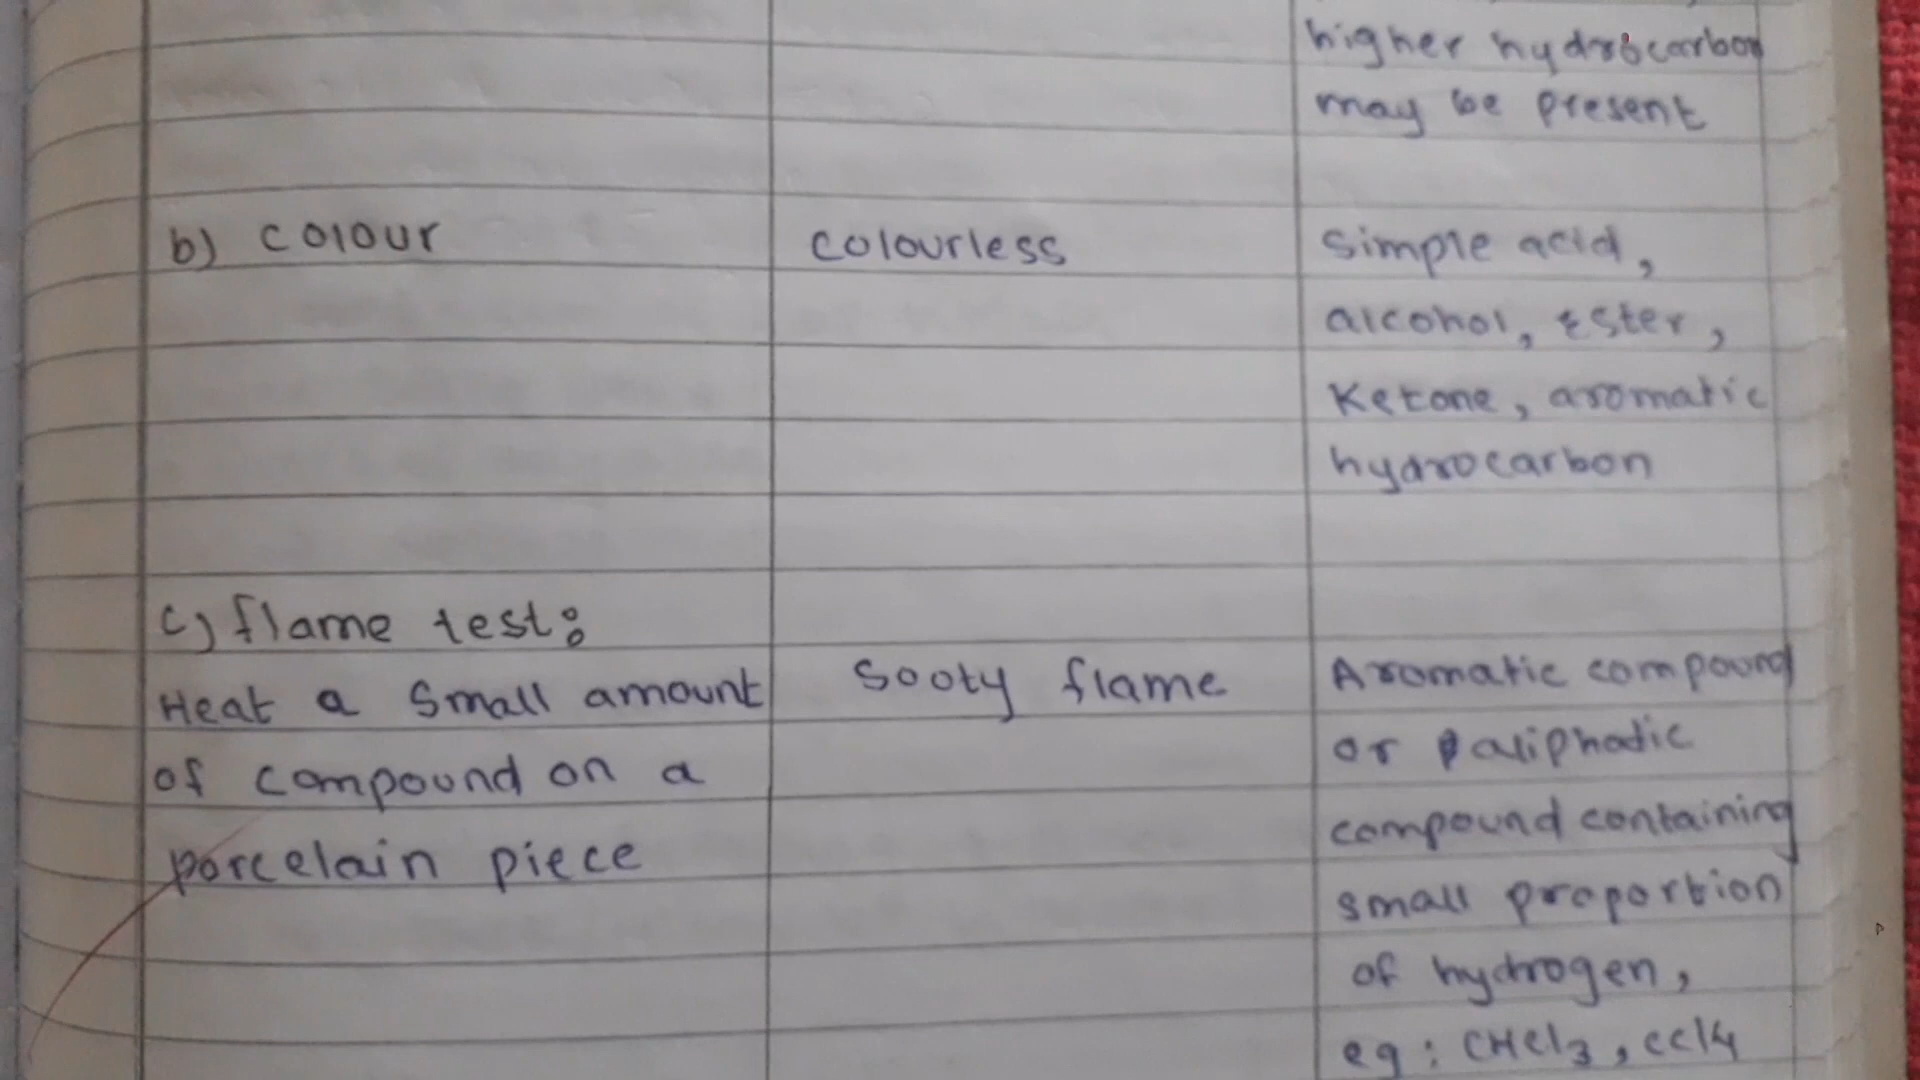 higher hydrocarbon
may be present
b) colour
colourless
simple acid,
alcohol, Ester,
Ketone, aromatic
hydrocarbon
c) flame test:
Heat a small amount
of compound on a
porcelain piece
Sooty flame
Aromatic compound
or aliphatic
compound containing
small proportion
of hydrogen,
eg: CHCl3, CCl4